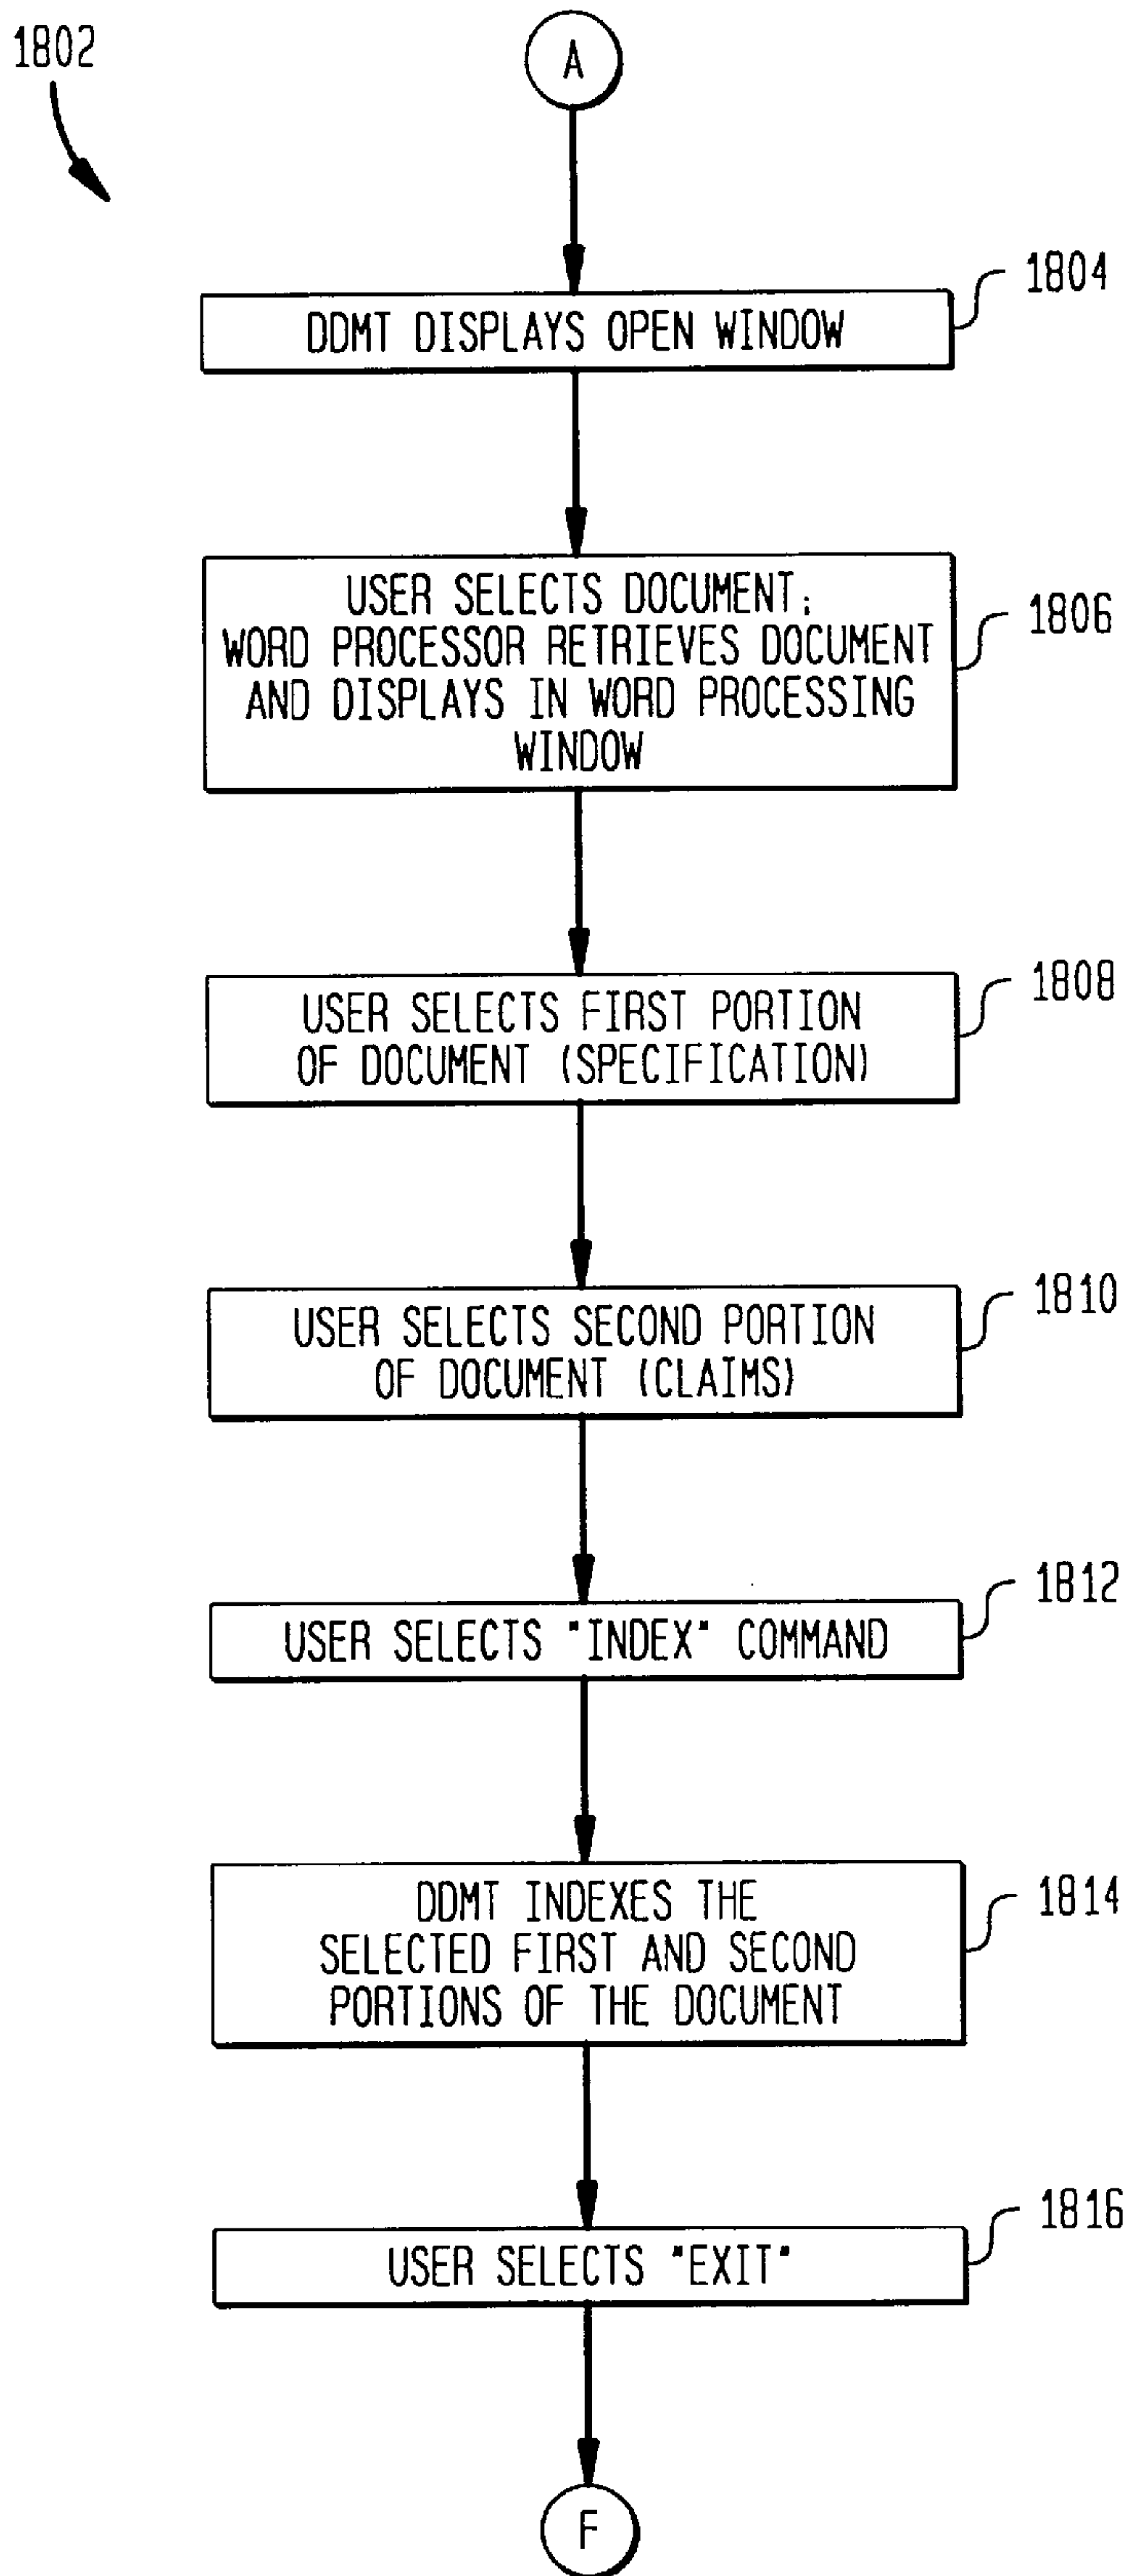 1802
A
1804
DDMT DISPLAYS OPEN WINDOW
1806
USER SELECTS DOCUMENT;
WORD PROCESSOR RETRIEVES DOCUMENT
AND DISPLAYS IN WORD PROCESSING
WINDOW
1808
USER SELECTS FIRST PORTION
OF DOCUMENT (SPECIFICATION)
1810
USER SELECTS SECOND PORTION
OF DOCUMENT (CLAIMS)
1812
USER SELECTS "INDEX" COMMAND
1814
DDMT INDEXES THE
SELECTED FIRST AND SECOND
PORTIONS OF THE DOCUMENT
1816
USER SELECTS "EXIT"
F